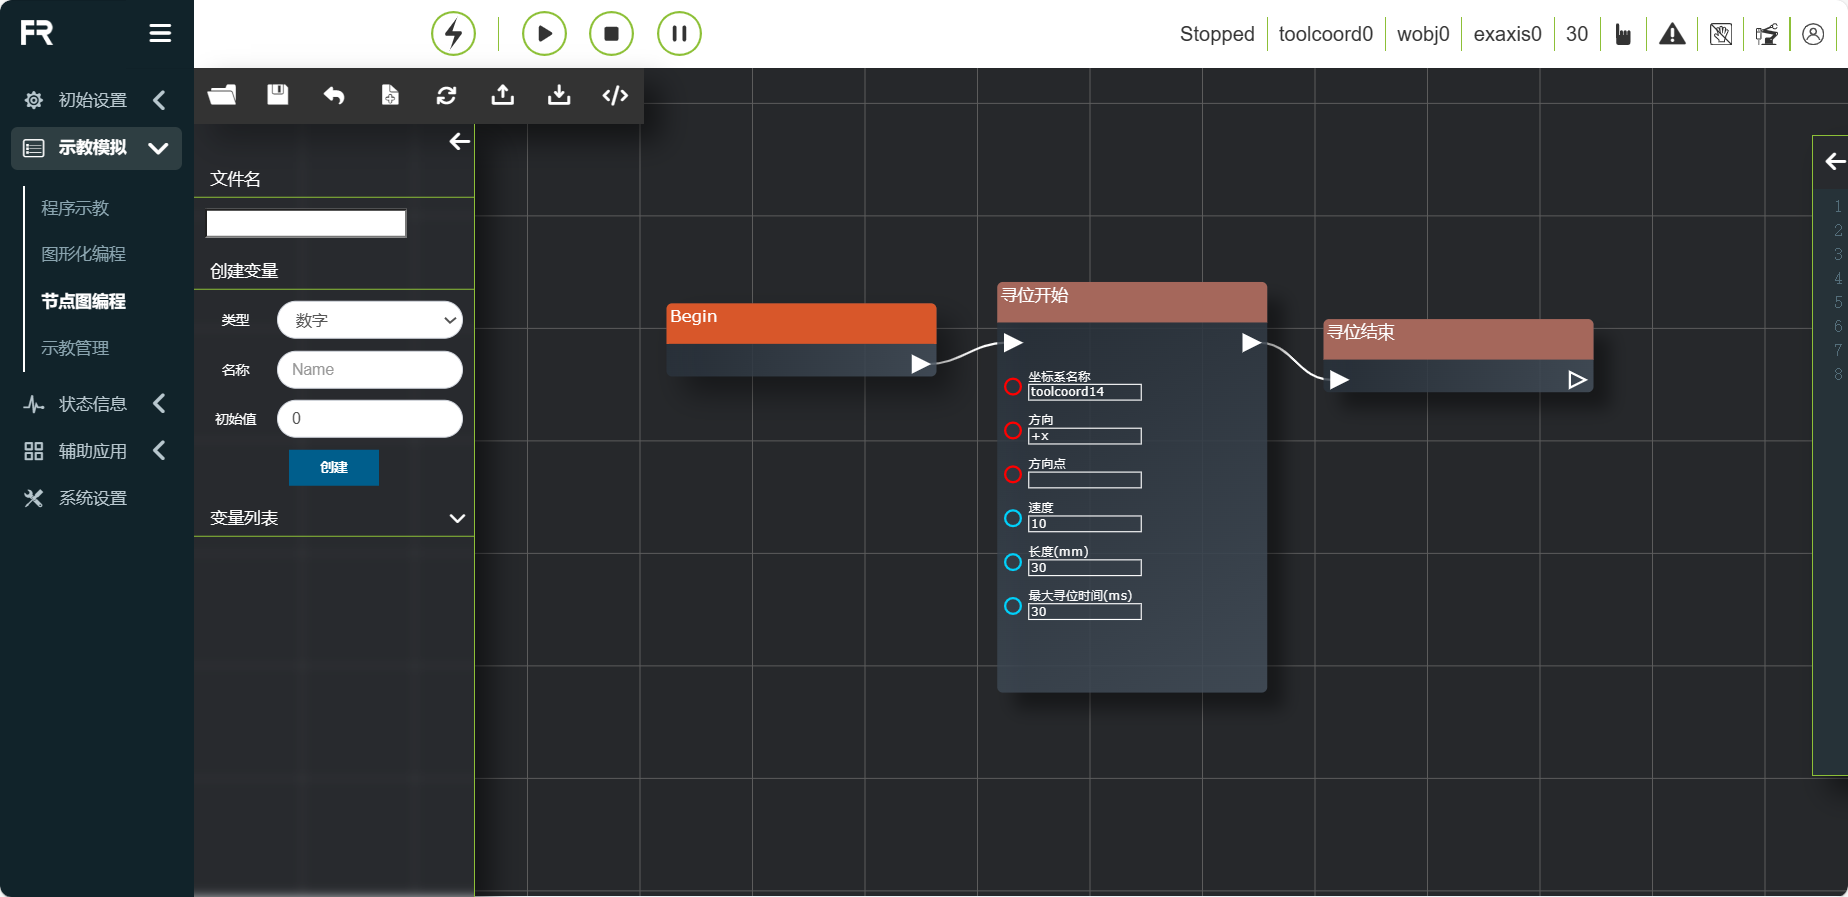 FR
Stopped
toolcoord0
wobj0
exaxis0
30
初始设置
示教模拟
程序示教
图形化编程
节点图编程
示教管理
状态信息
辅助应用
系统设置
文件名
创建变量
类型
数字
名称
Name
初始值
0
创建
变量列表
Begin
寻位开始
坐标系名称
toolcoord14
方向
+x
方向点
速度
10
长度(mm)
30
最大寻位时间(ms)
30
寻位结束
1
2
3
4
5
6
7
8